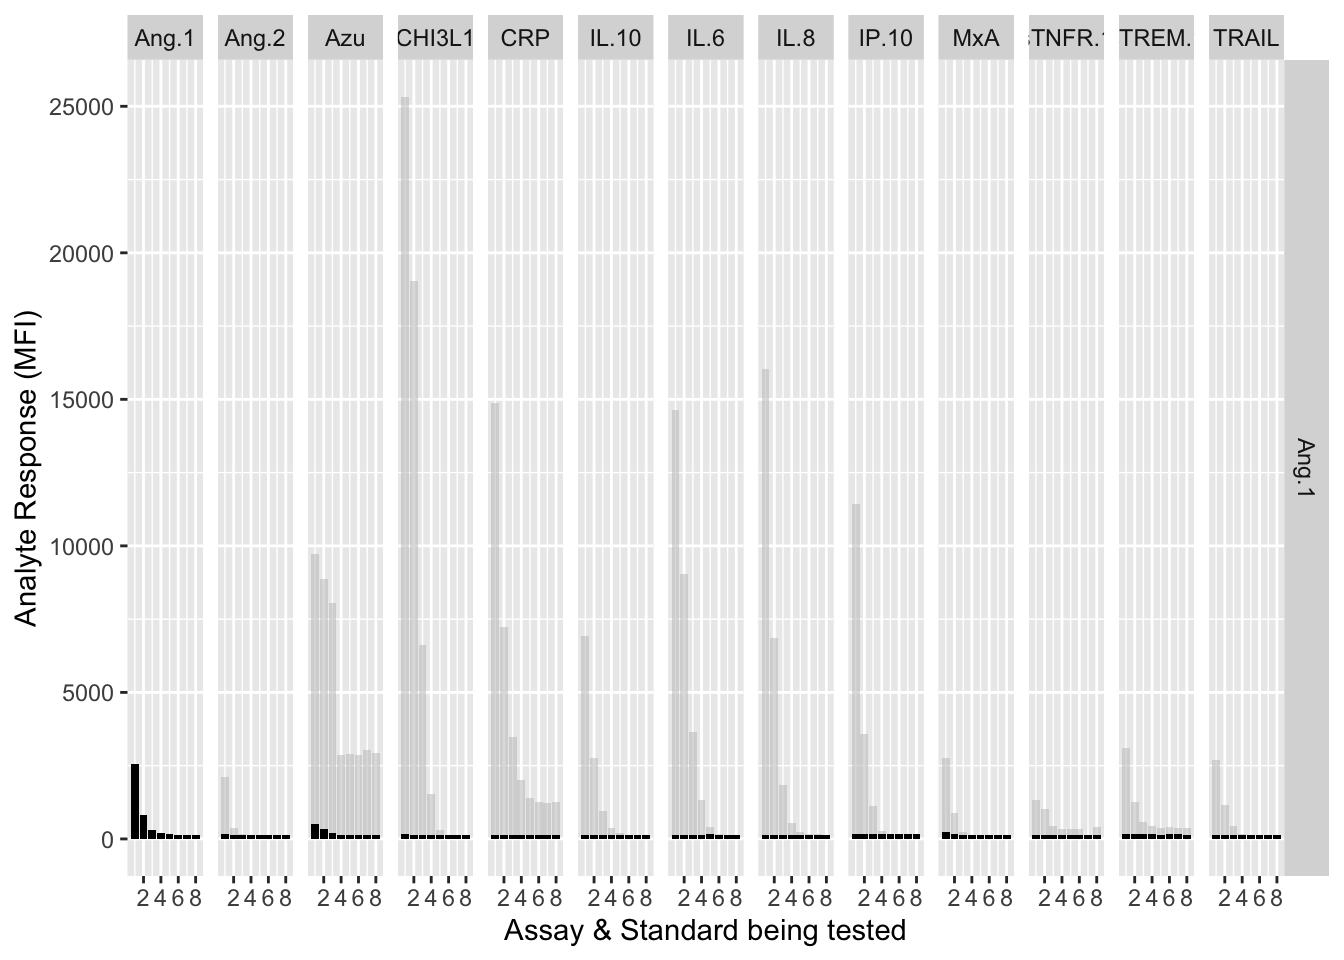 Ang.1 Ang.2 Azu CHI3L1 CRP IL.10 IL.6 IL.8 IP.10 MxA sTNFR.1 TREM. TRAIL
25000
20000
15000
10000
5000
0
Analyte Response (MFI)
Ang.1
2 4 6 8 2 4 6 8 2 4 6 8 2 4 6 8 2 4 6 8 2 4 6 8 2 4 6 8 2 4 6 8 2 4 6 8 2 4 6 8 2 4 6 8 2 4 6 8 2 4 6 8
Assay & Standard being tested